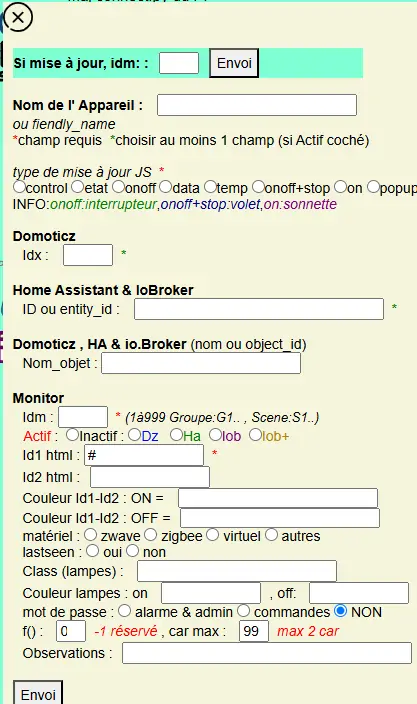 Si mise à jour, idm: : Envoi
Nom de l' Appareil :
ou fiendly_name
*champ requis *choisir au moins 1 champ (si Actif coché)
type de mise à jour JS *
control etat onoff data temp onoff+stop on popup
INFO:onoff:interrupteur,onoff+stop:volet,on:sonnette
Domoticz
Idx : *
Home Assistant & IoBroker
ID ou entity_id : *
Domoticz , HA & io.Broker (nom ou object_id)
Nom_objet :
Monitor
Idm : * (1à999 Groupe:G1.. , Scene:S1..)
Actif : Inactif : Dz Ha Iob Iob+
Id1 html : # *
Id2 html :
Couleur Id1-Id2 : ON =
Couleur Id1-Id2 : OFF =
matériel : zwave zigbee virtuel autres
lastseen : oui non
Class (lampes) :
Couleur lampes : on , off:
mot de passe : alarme & admin commandes NON
f() : 0 -1 réservé , car max : 99 max 2 car
Observations :
Envoi